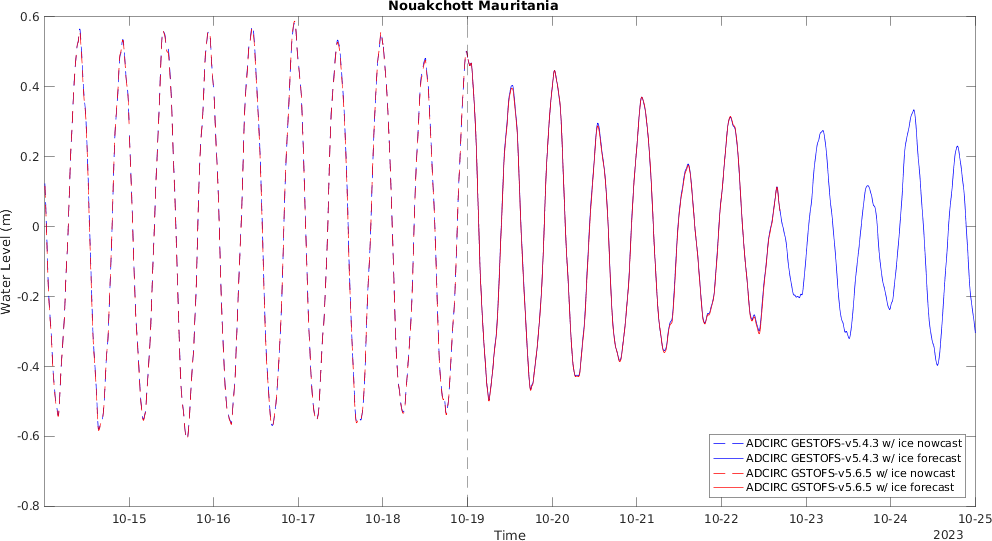 Nouakchott Mauritania
0.6
0.4
0.2
0
-0.2
-0.4
-0.6
-0.8
Water Level (m)
ADCIRC GESTOFS-v5.4.3 w/ ice nowcast
ADCIRC GESTOFS-v5.4.3 w/ ice forecast
ADCIRC GSTOFS-v5.6.5 w/ ice nowcast
ADCIRC GSTOFS-v5.6.5 w/ ice forecast
10-15 10-16 10-17 10-18 10-19 10-20 10-21 10-22 10-23 10-24 10-25
Time
2023